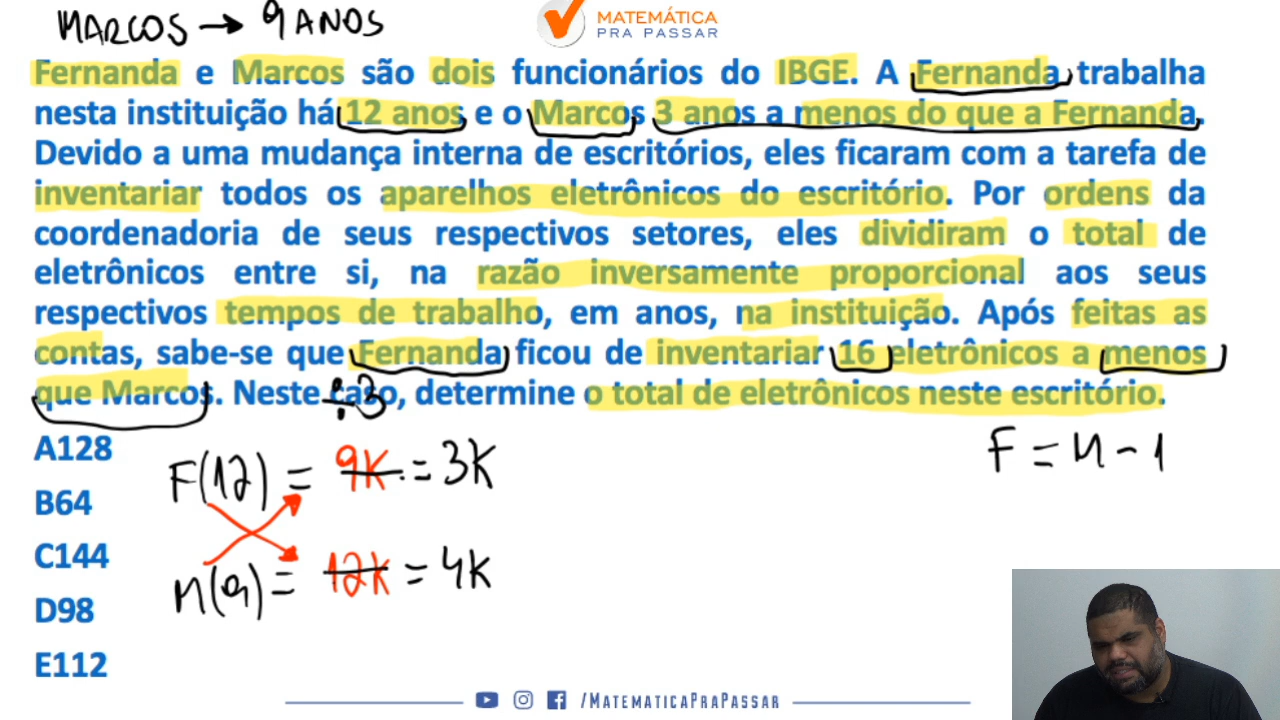 MARCOS → 9 ANOS
MATEMÁTICA
PRA PASSAR
Fernanda e Marcos são dois funcionários do IBGE. A Fernanda trabalha
nesta instituição há 12 anos e o Marcos 3 anos a menos do que a Fernanda.
Devido a uma mudança interna de escritórios, eles ficaram com a tarefa de
inventariar todos os aparelhos eletrônicos do escritório. Por ordens da
coordenadoria de seus respectivos setores, eles dividiram o total de
eletrônicos entre si, na razão inversamente proporcional aos seus
respectivos tempos de trabalho, em anos, na instituição. Após feitas as
contas, sabe-se que Fernanda ficou de inventariar 16 eletrônicos a menos
que Marcos. Neste caso, determine o total de eletrônicos neste escritório.
÷3
A128
B64
C144
D98
E112
F(12) = 9K = 3K
M(9) = 12K = 4K
F = M - 1
/MatematicaPraPassar